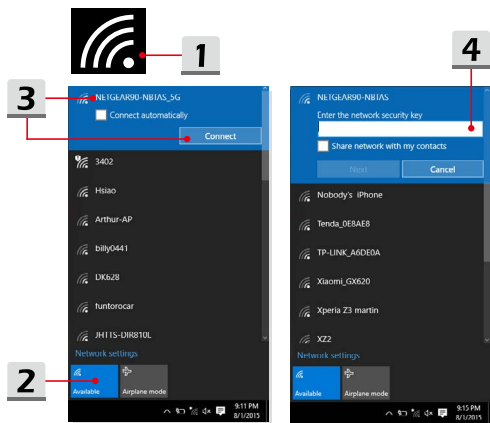 1
3
NETGEAR90-NBTAS_5G
Connect automatically
Connect
3402
Hsiao
Arthur-AP
billy0441
DK628
funtorocar
JHTTS-DIR810L
Network settings
2
Available
Airplane mode
9:11 PM
8/1/2015
4
NETGEAR90-NBTAS
Enter the network security key
Share network with my contacts
Next
Cancel
Nobody's iPhone
Tenda_0E8AE8
TP-LINK_A6DE0A
Xiaomi_GX620
Xperia Z3 martin
XZ2
Network settings
Available
Airplane mode
9:15 PM
8/1/2015